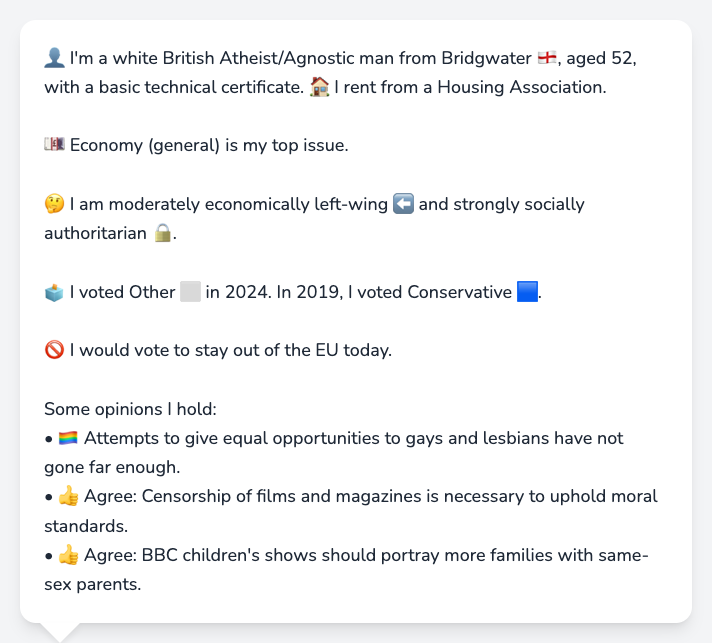 👤 I'm a white British Atheist/Agnostic man from Bridgwater 🏴󠁧󠁢󠁥󠁮󠁧󠁿, aged 52,
with a basic technical certificate. 🏠 I rent from a Housing Association.
💷 Economy (general) is my top issue.
🤔 I am moderately economically left-wing ⬅️ and strongly socially
authoritarian 🔒.
🗳️ I voted Other ⬜ in 2024. In 2019, I voted Conservative 🟦.
🚫 I would vote to stay out of the EU today.
Some opinions I hold:
• 🏳️‍🌈 Attempts to give equal opportunities to gays and lesbians have not
gone far enough.
• 👍 Agree: Censorship of films and magazines is necessary to uphold moral
standards.
• 👍 Agree: BBC children's shows should portray more families with same-
sex parents.